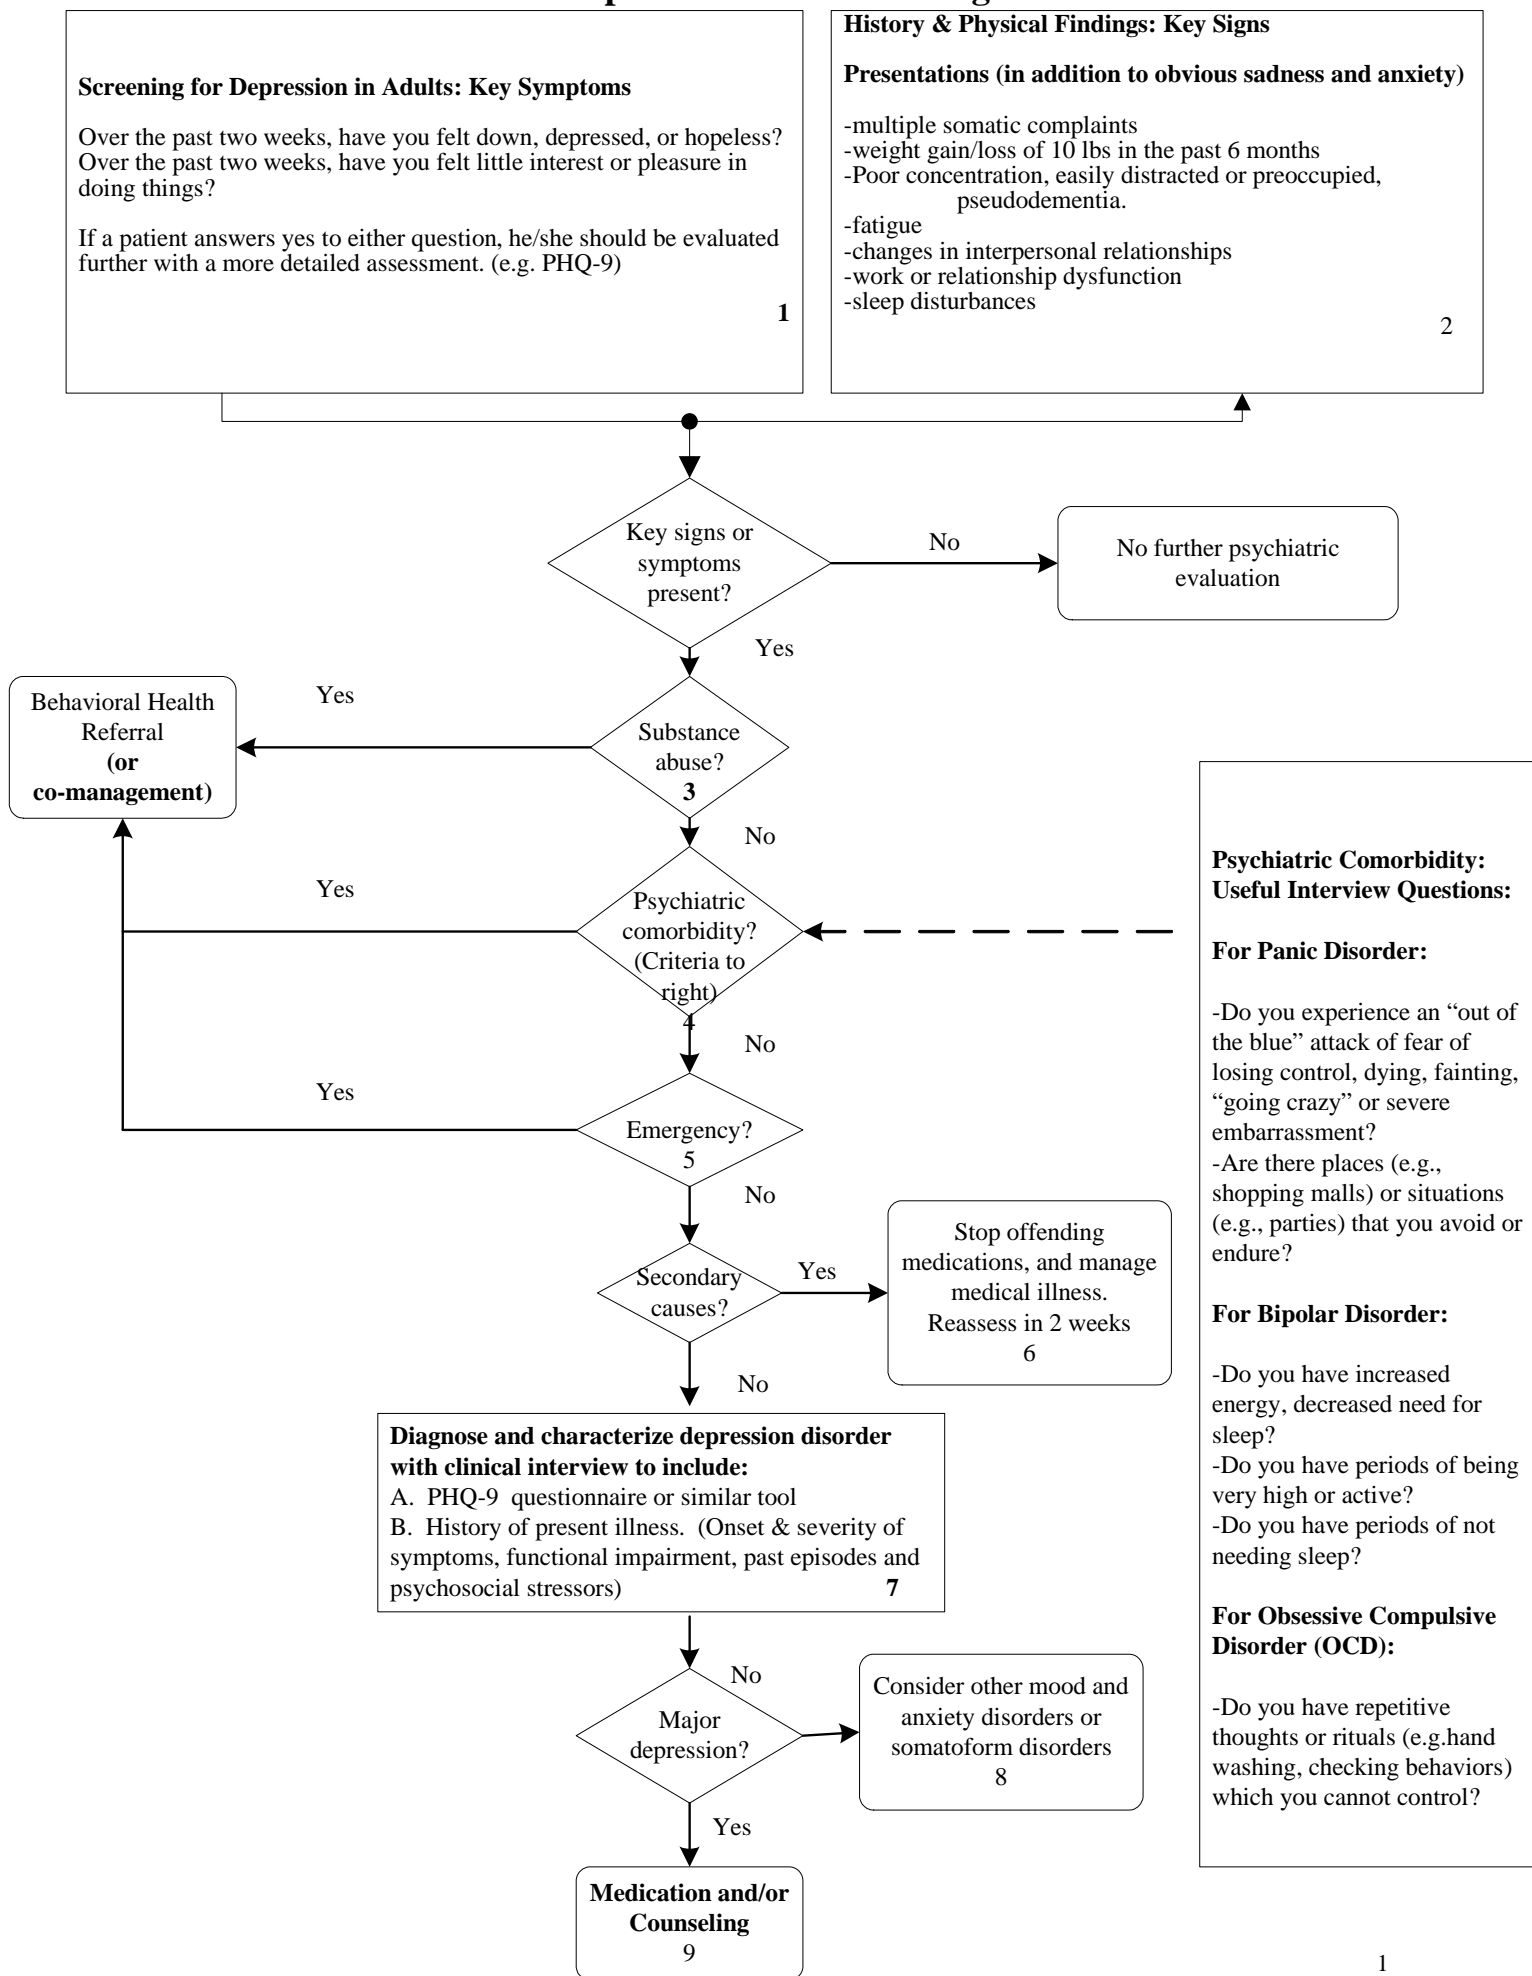 Screening for Depression in Adults: Key Symptoms
Over the past two weeks, have you felt down, depressed, or hopeless?
Over the past two weeks, have you felt little interest or pleasure in
doing things?
If a patient answers yes to either question, he/she should be evaluated
further with a more detailed assessment. (e.g. PHQ-9)
1
History & Physical Findings: Key Signs
Presentations (in addition to obvious sadness and anxiety)
-multiple somatic complaints
-weight gain/loss of 10 lbs in the past 6 months
-Poor concentration, easily distracted or preoccupied,
pseudodementia.
-fatigue
-changes in interpersonal relationships
-work or relationship dysfunction
-sleep disturbances
2
Key signs or
symptoms
present?
No
No further psychiatric
evaluation
Yes
Behavioral Health
Referral
(or
co-management)
Yes
Substance
abuse?
3
No
Yes
Psychiatric
comorbidity?
(Criteria to
right)
4
No
Yes
Emergency?
5
No
Secondary
causes?
Yes
Stop offending
medications, and manage
medical illness.
Reassess in 2 weeks
6
No
Diagnose and characterize depression disorder
with clinical interview to include:
A. PHQ-9 questionnaire or similar tool
B. History of present illness. (Onset & severity of
symptoms, functional impairment, past episodes and
psychosocial stressors) 7
No
Major
depression?
Consider other mood and
anxiety disorders or
somatoform disorders
8
Yes
Medication and/or
Counseling
9
Psychiatric Comorbidity:
Useful Interview Questions:
For Panic Disorder:
-Do you experience an “out of
the blue” attack of fear of
losing control, dying, fainting,
“going crazy” or severe
embarrassment?
-Are there places (e.g.,
shopping malls) or situations
(e.g., parties) that you avoid or
endure?
For Bipolar Disorder:
-Do you have increased
energy, decreased need for
sleep?
-Do you have periods of being
very high or active?
-Do you have periods of not
needing sleep?
For Obsessive Compulsive
Disorder (OCD):
-Do you have repetitive
thoughts or rituals (e.g.hand
washing, checking behaviors)
which you cannot control?
1